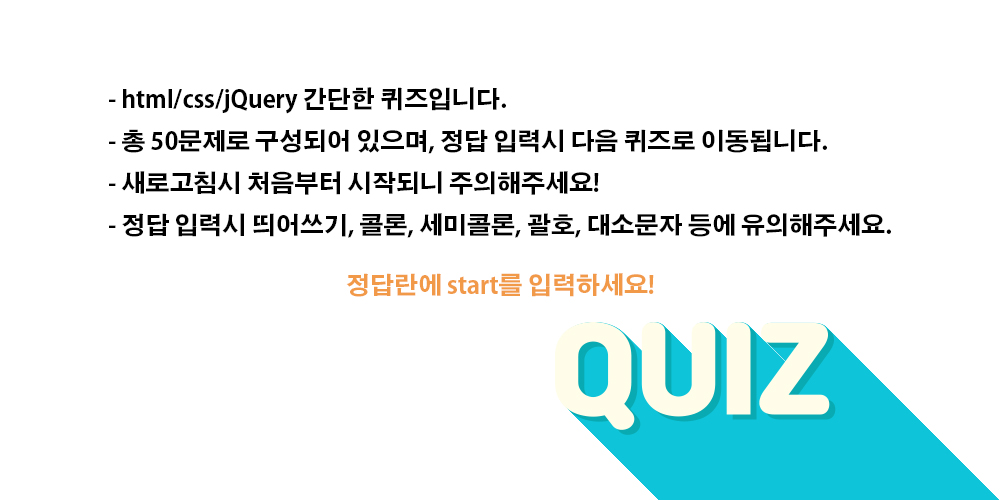 - html/css/jQuery 간단한 퀴즈입니다.
- 총 50문제로 구성되어 있으며, 정답 입력시 다음 퀴즈로 이동됩니다.
- 새로고침시 처음부터 시작되니 주의해주세요!
- 정답 입력시 띄어쓰기, 콜론, 세미콜론, 괄호, 대소문자 등에 유의해주세요.
정답란에 start를 입력하세요!
QUIZ